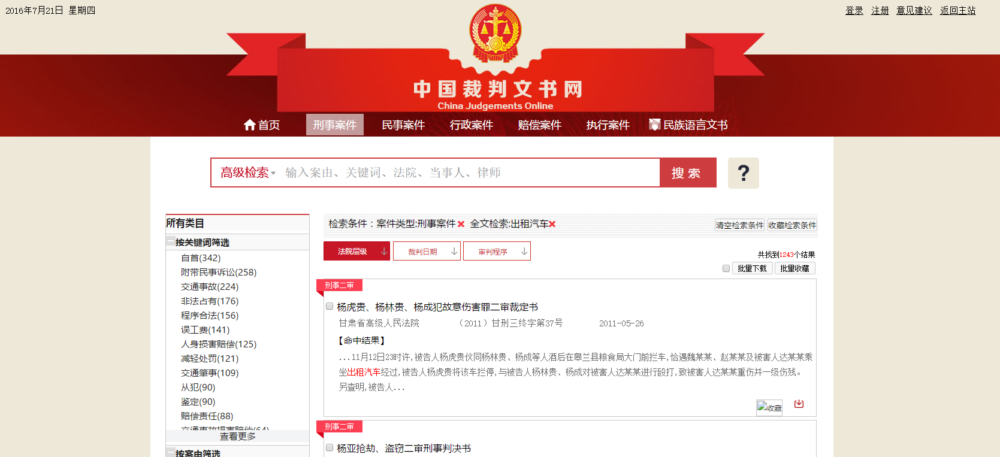 2016年7月21日 星期四
登录 注册 意见建议 返回主站
中国裁判文书网
China Judgements Online
首页 刑事案件 民事案件 行政案件 赔偿案件 执行案件 民族语言文书
高级检索 输入案由、关键词、法院、当事人、律师 搜索 ?
所有类目
按关键词筛选
自首(342)
附带民事诉讼(258)
交通事故(224)
非法占有(176)
程序合法(156)
误工费(141)
人身损害赔偿(125)
减轻处罚(121)
交通肇事(109)
从犯(90)
鉴定(90)
赔偿责任(88)
交通事故损害赔偿(64)
查看更多
按案由筛选
检索条件：案件类型:刑事案件 全文检索:出租汽车
清空检索条件 收藏检索条件
法院层级 裁判日期 审判程序
共找到1243个结果
批量下载 批量收藏
刑事二审
杨虎贵、杨林贵、杨成犯故意伤害罪二审裁定书
甘肃省高级人民法院 （2011）甘刑三终字第37号 2011-05-26
【命中结果】
...11月12日23时许,被告人杨虎贵伙同杨林贵、杨成等人酒后在皋兰县粮食局大门前拦车,恰遇魏某某、赵某某及被害人达某某乘
坐出租汽车经过,被告人杨虎贵将该车拦停,与被告人杨林贵、杨成对被害人达某某进行殴打,致被害人达某某重伤并一级伤残。
另查明,被告人...
收藏
刑事二审
杨亚抢劫、盗窃二审刑事判决书